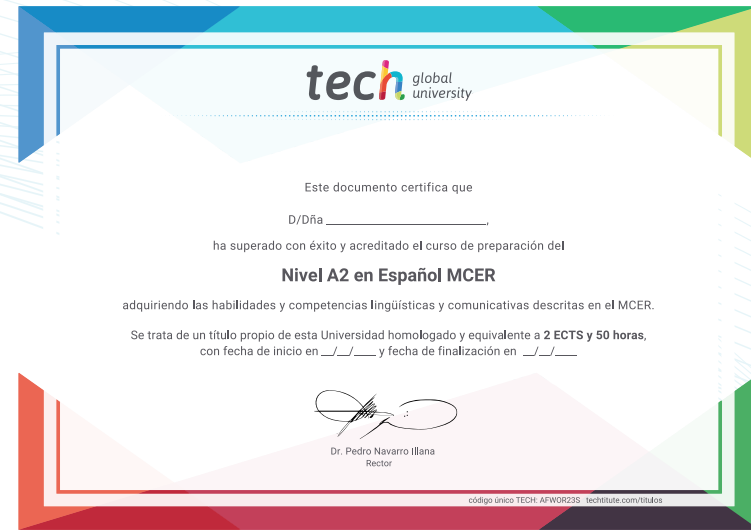 tech global university
Este documento certifica que
D/Dña ______________________,
ha superado con éxito y acreditado el curso de preparación del
Nivel A2 en Español MCER
adquiriendo las habilidades y competencias lingüísticas y comunicativas descritas en el MCER.
Se trata de un título propio de esta Universidad homologado y equivalente a 2 ECTS y 50 horas,
con fecha de inicio en __/__/____ y fecha de finalización en __/__/____
Dr. Pedro Navarro Illana
Rector
código único TECH: AFWOR23S techtitute.com/titulos